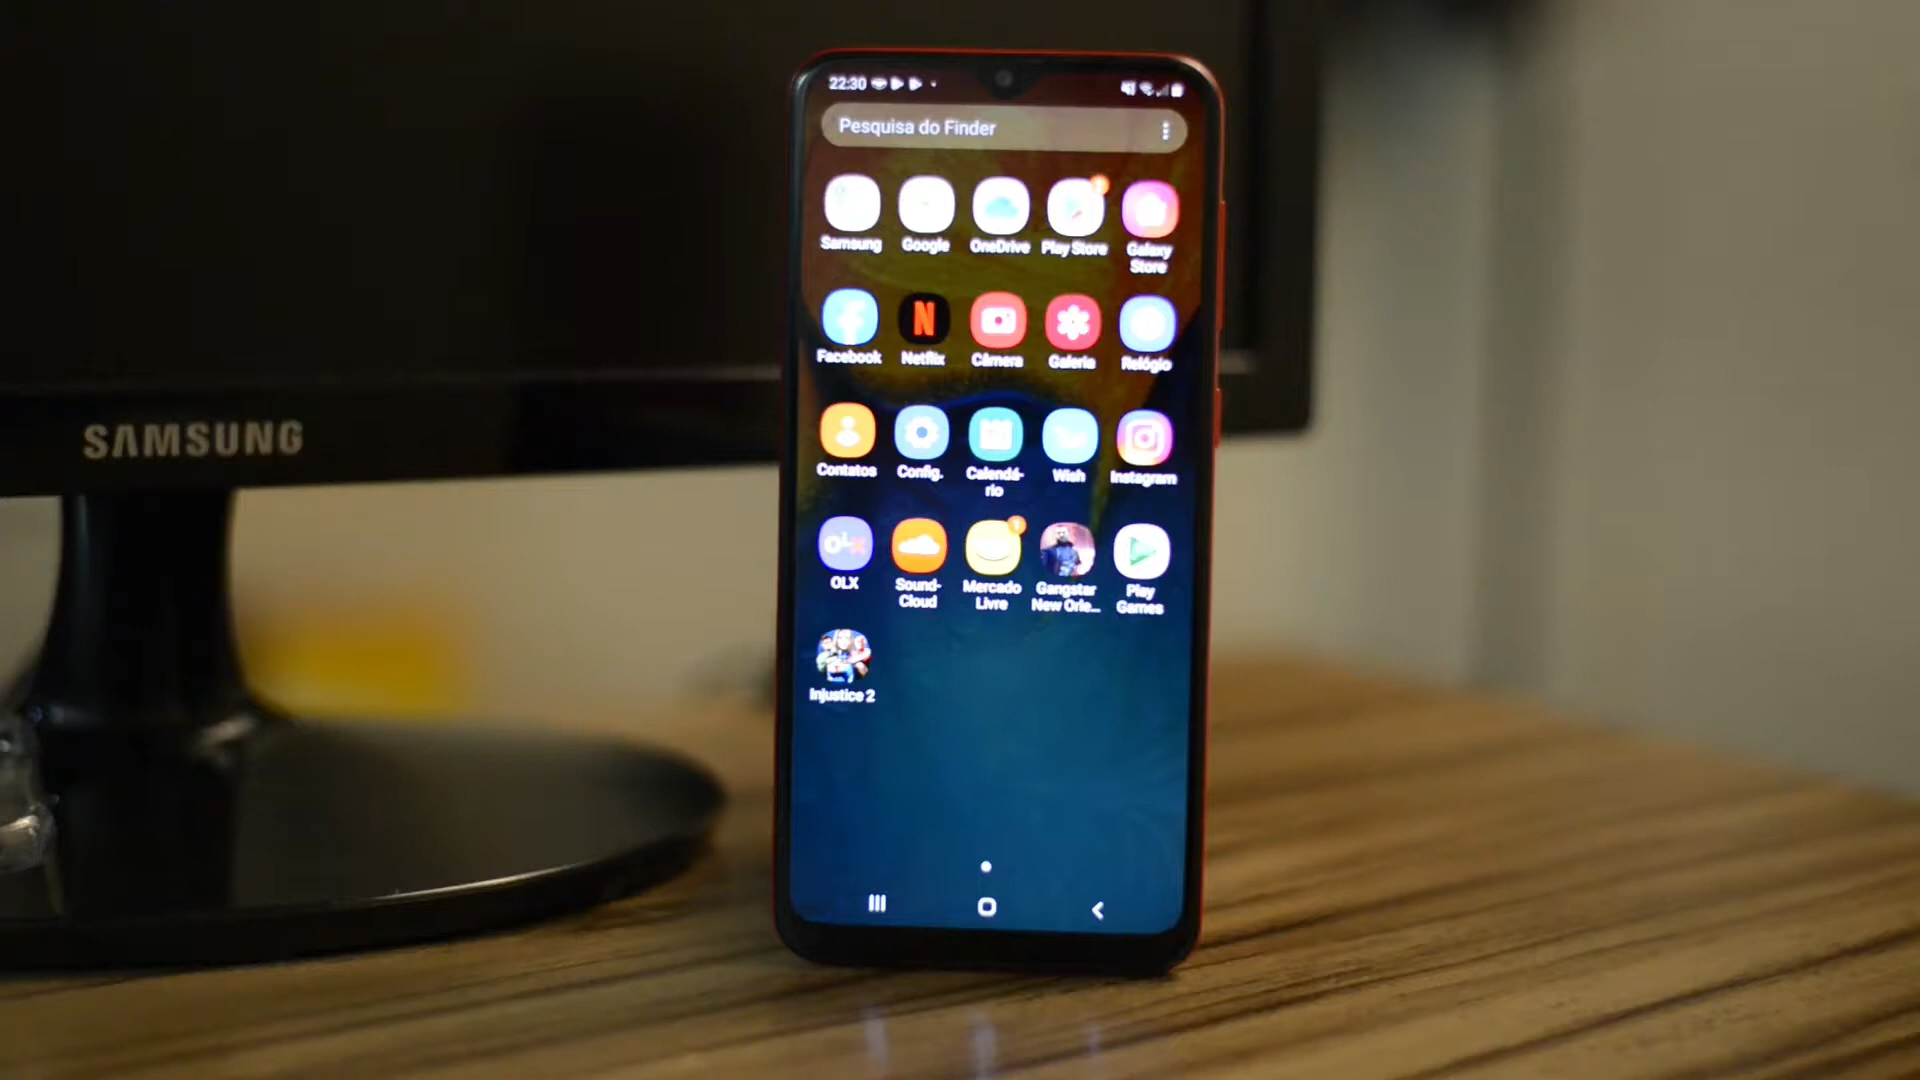 22:30
Pesquisa do Finder
Samsung
Google
OneDrive
Play Store
Galaxy
Store
Facebook
Netflix
Câmera
Galeria
Relógio
SAMSUNG
Contatos
Config.
Calendá-
rio
Wish
Instagram
OLX
OLX
Sound-
Cloud
Mercado
Livre
Gangstar
New Orle...
Play
Games
Injustice 2